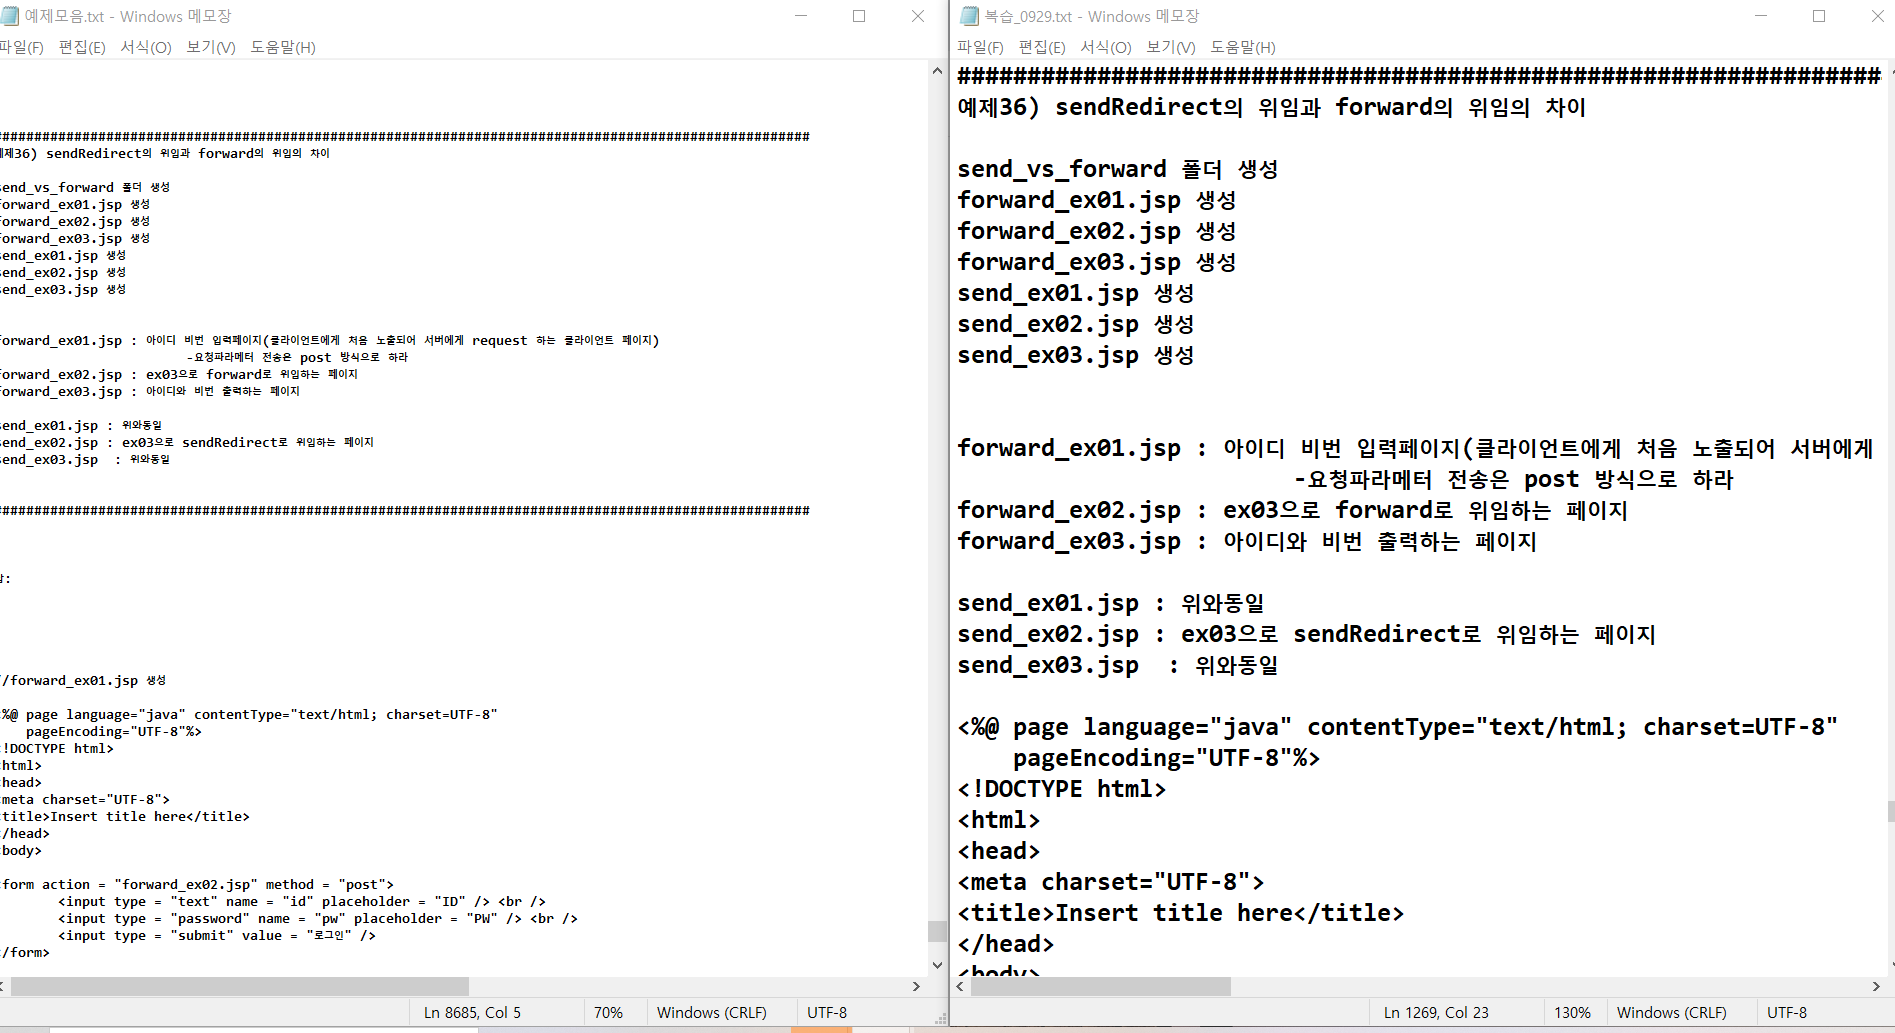 예제모음.txt - Windows 메모장
파일(F) 편집(E) 서식(O) 보기(V) 도움말(H)
##########################################################################################################
예제36) sendRedirect의 위임과 forward의 위임의 차이
send_vs_forward 폴더 생성
forward_ex01.jsp 생성
forward_ex02.jsp 생성
forward_ex03.jsp 생성
send_ex01.jsp 생성
send_ex02.jsp 생성
send_ex03.jsp 생성
forward_ex01.jsp : 아이디 비번 입력페이지(클라이언트에게 처음 노출되어 서버에게 request 하는 클라이언트 페이지)
-요청파라메터 전송은 post 방식으로 하라
forward_ex02.jsp : ex03으로 forward로 위임하는 페이지
forward_ex03.jsp : 아이디와 비번 출력하는 페이지
send_ex01.jsp : 위와동일
send_ex02.jsp : ex03으로 sendRedirect로 위임하는 페이지
send_ex03.jsp  : 위와동일
##########################################################################################################
답:
//forward_ex01.jsp 생성
<%@ page language="java" contentType="text/html; charset=UTF-8"
pageEncoding="UTF-8"%>
<!DOCTYPE html>
<html>
<head>
<meta charset="UTF-8">
<title>Insert title here</title>
</head>
<body>
<form action = "forward_ex02.jsp" method = "post">
<input type = "text" name = "id" placeholder = "ID" /> <br />
<input type = "password" name = "pw" placeholder = "PW" /> <br />
<input type = "submit" value = "로그인" />
</form>
Ln 8685, Col 5 70% Windows (CRLF) UTF-8
복습_0929.txt - Windows 메모장
파일(F) 편집(E) 서식(O) 보기(V) 도움말(H)
##################################################################
예제36) sendRedirect의 위임과 forward의 위임의 차이
send_vs_forward 폴더 생성
forward_ex01.jsp 생성
forward_ex02.jsp 생성
forward_ex03.jsp 생성
send_ex01.jsp 생성
send_ex02.jsp 생성
send_ex03.jsp 생성
forward_ex01.jsp : 아이디 비번 입력페이지(클라이언트에게 처음 노출되어 서버에게
-요청파라메터 전송은 post 방식으로 하라
forward_ex02.jsp : ex03으로 forward로 위임하는 페이지
forward_ex03.jsp : 아이디와 비번 출력하는 페이지
send_ex01.jsp : 위와동일
send_ex02.jsp : ex03으로 sendRedirect로 위임하는 페이지
send_ex03.jsp  : 위와동일
<%@ page language="java" contentType="text/html; charset=UTF-8"
pageEncoding="UTF-8"%>
<!DOCTYPE html>
<html>
<head>
<meta charset="UTF-8">
<title>Insert title here</title>
</head>
<body>
Ln 1269, Col 23 130% Windows (CRLF) UTF-8